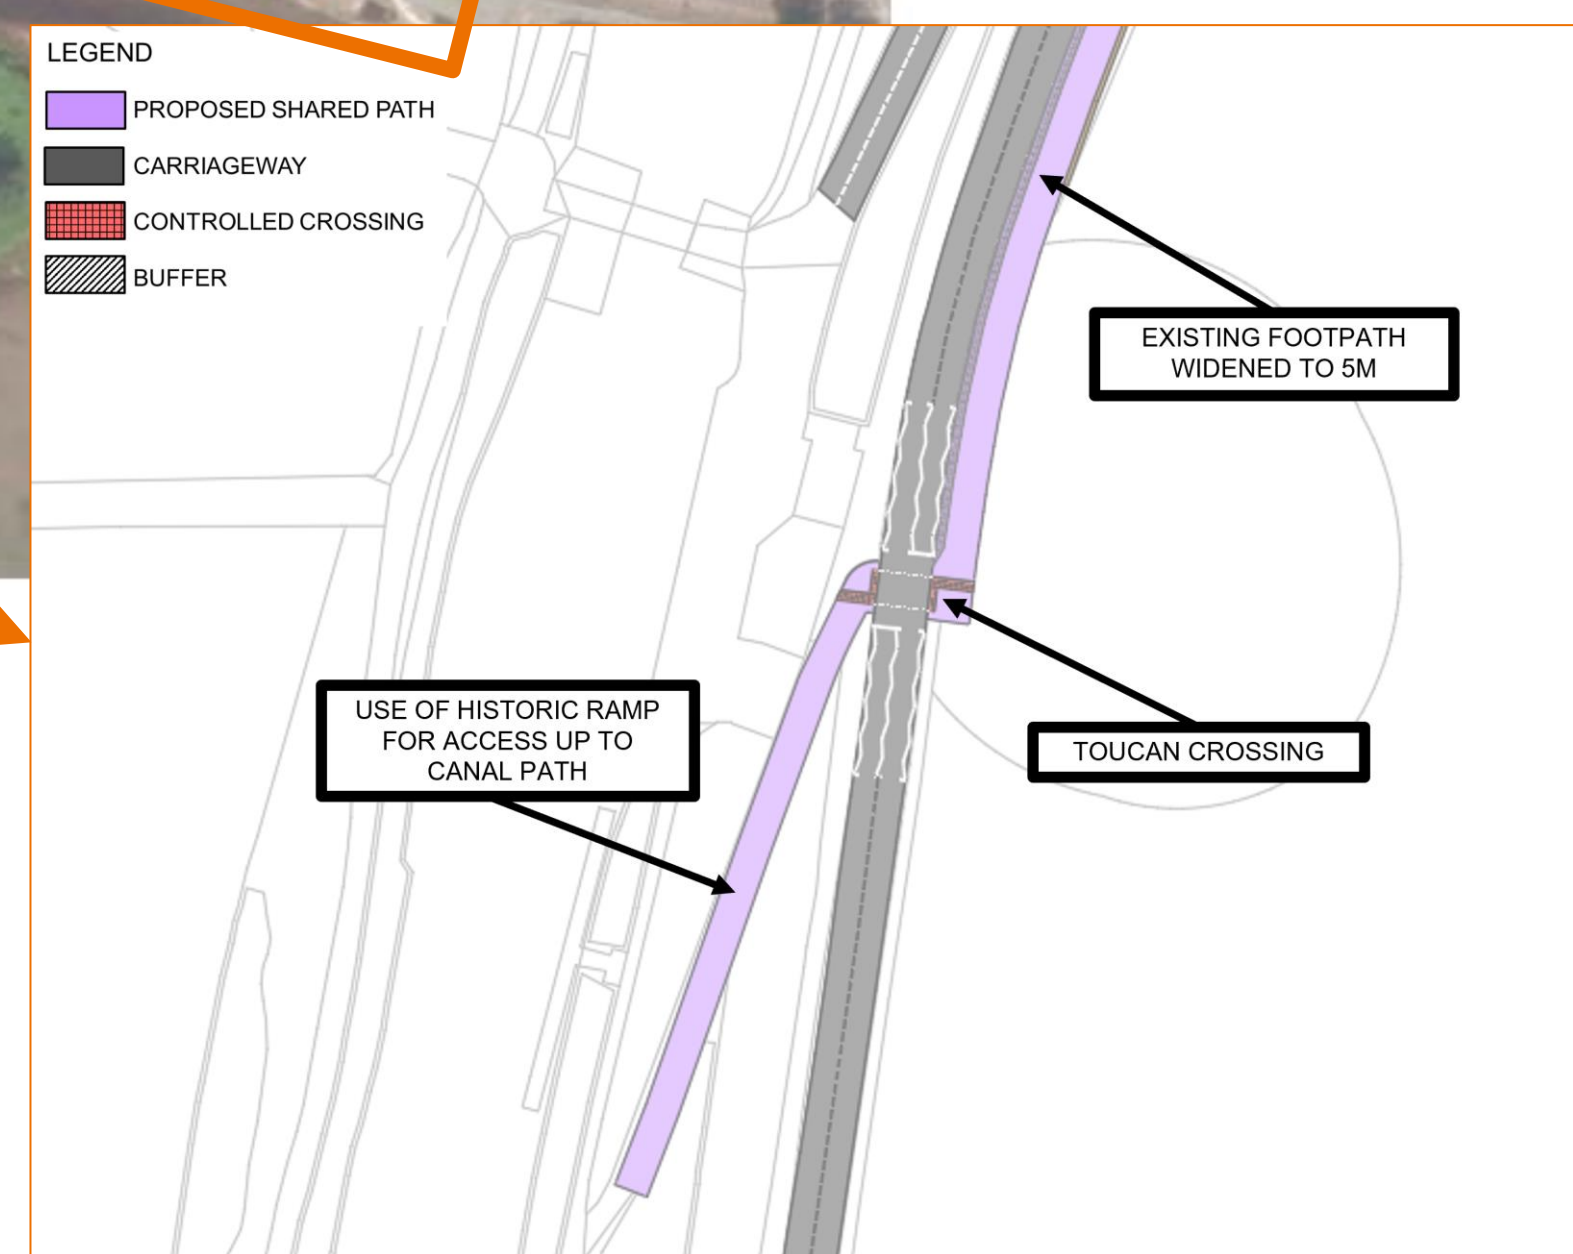 LEGEND
PROPOSED SHARED PATH
CARRIAGEWAY
CONTROLLED CROSSING
BUFFER
EXISTING FOOTPATH
WIDENED TO 5M
USE OF HISTORIC RAMP
FOR ACCESS UP TO
CANAL PATH
TOUCAN CROSSING